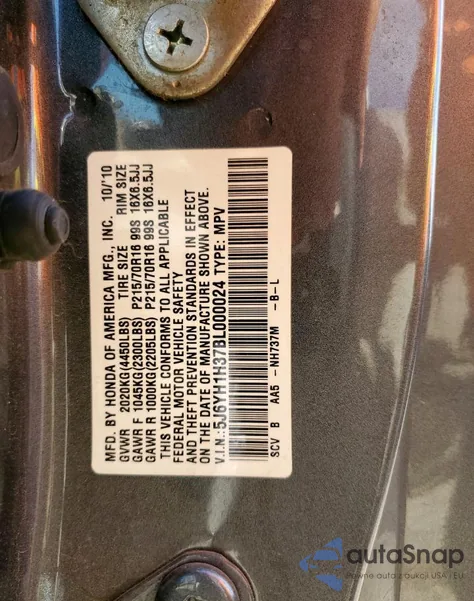 MFD. BY HONDA OF AMERICA MFG., INC. 10/'10
GVWR 2020KG(4450LBS) TIRE SIZE RIM SIZE
GAWR F 1045KG(2300LBS) P215/70R16 99S 16X6.5JJ
GAWR R 1000KG(2205LBS) P215/70R16 99S 16X6.5JJ
THIS VEHICLE CONFORMS TO ALL APPLICABLE
FEDERAL MOTOR VEHICLE SAFETY
AND THEFT PREVENTION STANDARDS IN EFFECT
ON THE DATE OF MANUFACTURE SHOWN ABOVE.
V.I.N.:5J6YH1H37BL000024 TYPE: MPV
SCV B AA5 -NH737M -B-L
autaSnap
USA I EU